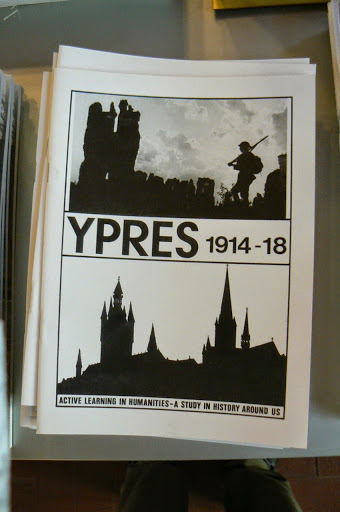 YPRES 1914-18
ACTIVE LEARNING IN HUMANITIES-A STUDY IN HISTORY AROUND US